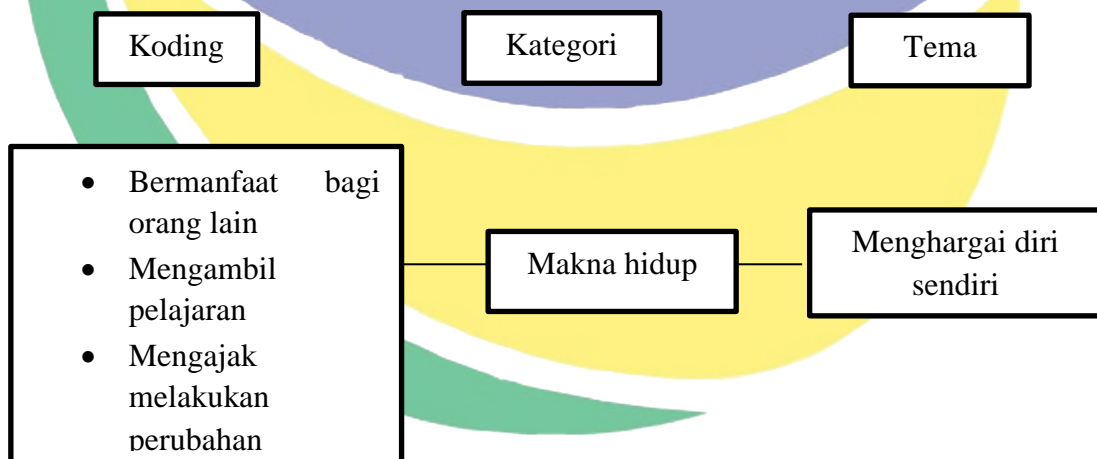 Koding
Kategori
Tema
• Bermanfaat bagi
orang lain
• Mengambil
pelajaran
• Mengajak
melakukan
perubahan
Makna hidup
Menghargai diri
sendiri